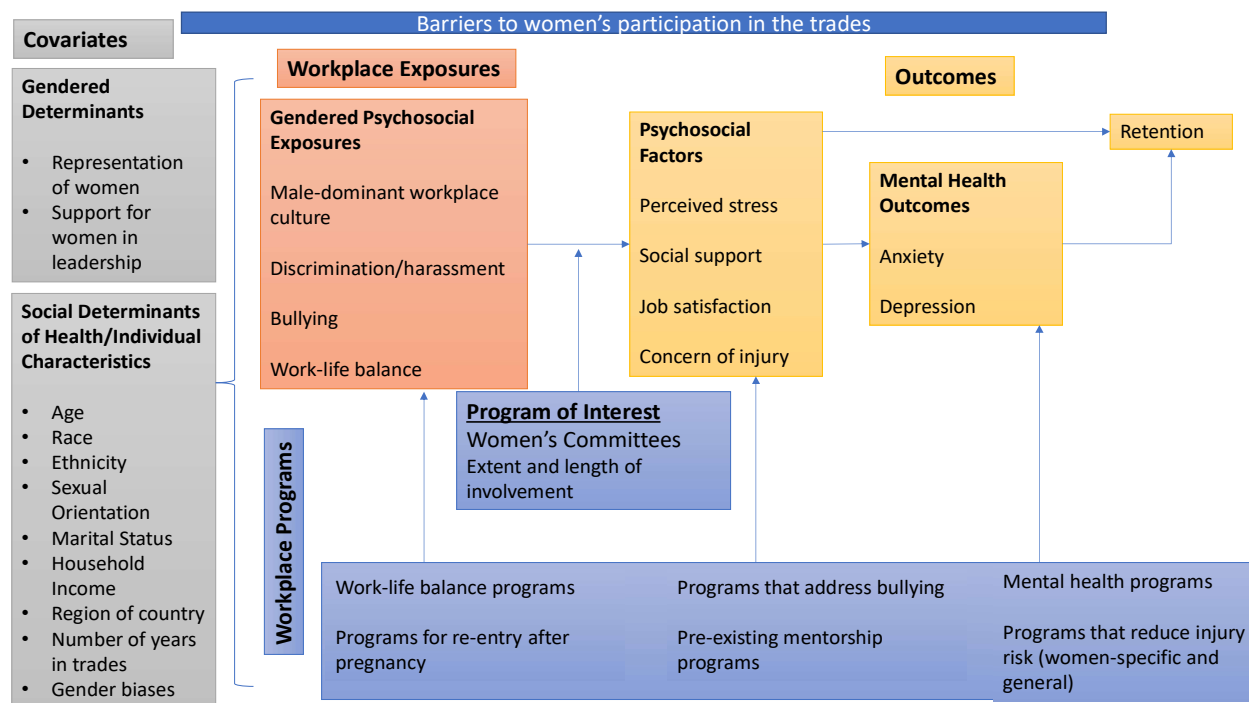 Barriers to women’s participation in the trades
Covariates
Gendered
Determinants
• Representation
of women
• Support for
women in
leadership
Social Determinants
of Health/Individual
Characteristics
• Age
• Race
• Ethnicity
• Sexual
Orientation
• Marital Status
• Household
Income
• Region of country
• Number of years
in trades
• Gender biases
Workplace Exposures
Gendered Psychosocial
Exposures
Male-dominant workplace
culture
Discrimination/harassment
Bullying
Work-life balance
Outcomes
Psychosocial
Factors
Perceived stress
Social support
Job satisfaction
Concern of injury
Mental Health
Outcomes
Anxiety
Depression
Retention
Workplace Programs
Program of Interest
Women’s Committees
Extent and length of
involvement
Work-life balance programs
Programs for re-entry after
pregnancy
Programs that address bullying
Pre-existing mentorship
programs
Mental health programs
Programs that reduce injury
risk (women-specific and
general)